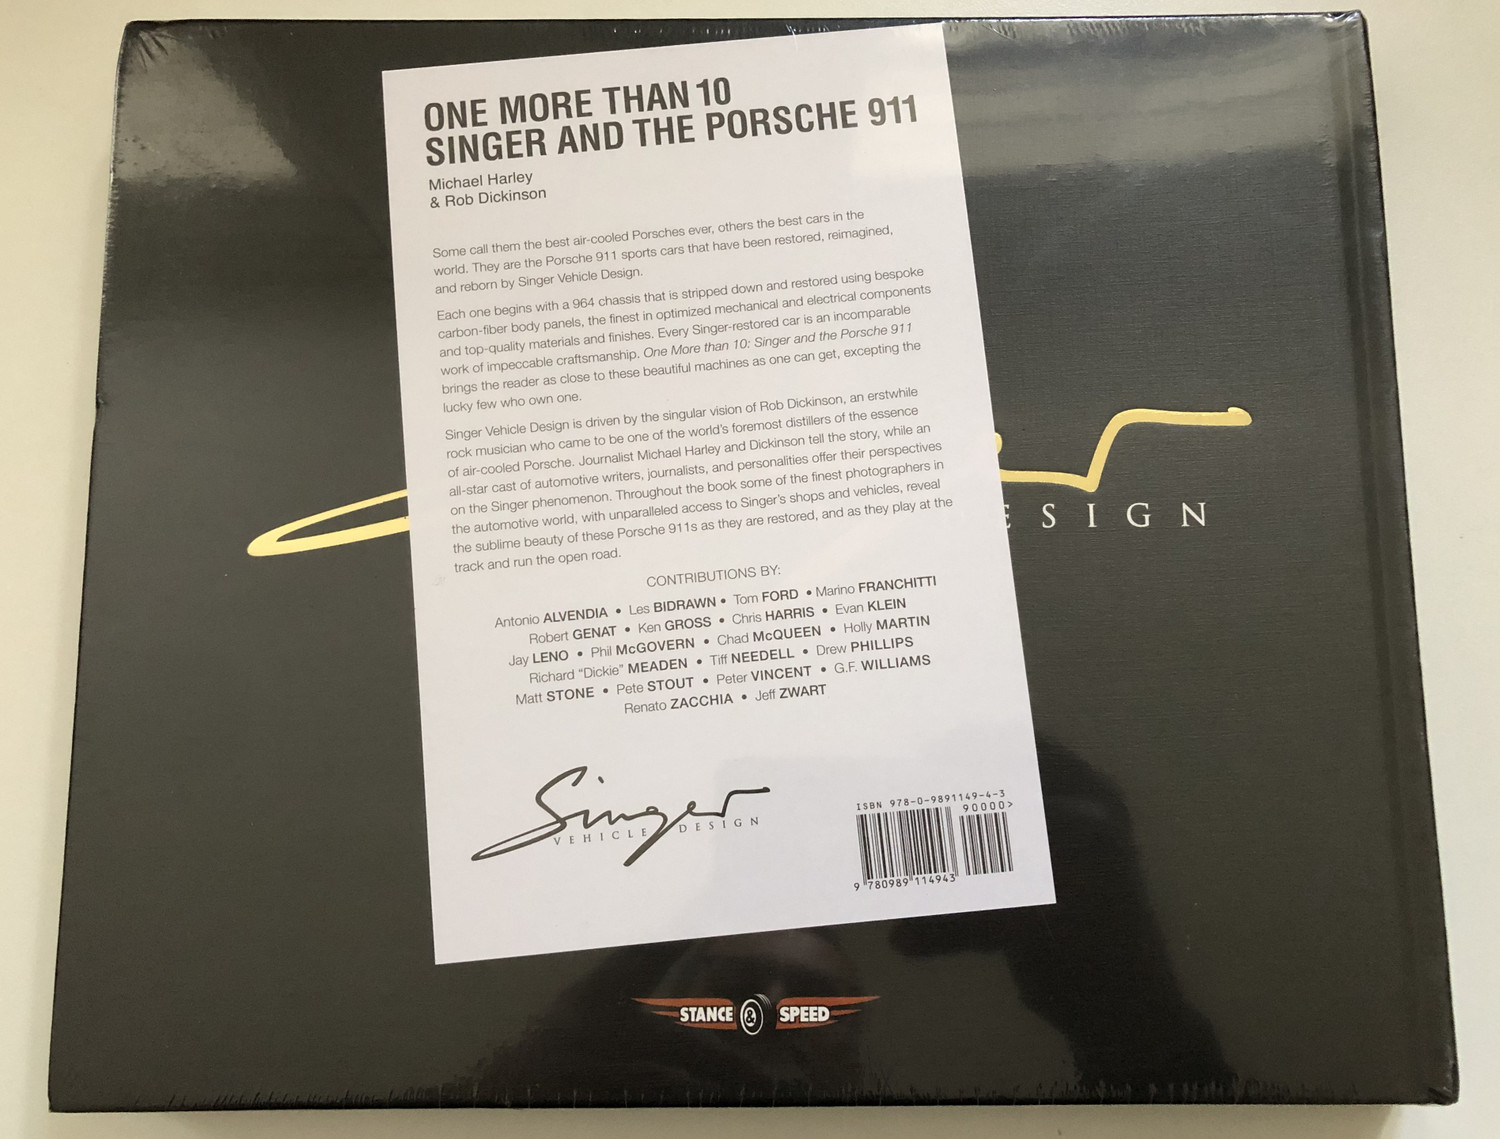 ONE MORE THAN 10
SINGER AND THE PORSCHE 911
Michael Harley
& Rob Dickinson
Some call them the best air-cooled Porsches ever, others the best cars in the
world. They are the Porsche 911 sports cars that have been restored, reimagined,
and reborn by Singer Vehicle Design.
Each one begins with a 964 chassis that is stripped down and restored using bespoke
carbon-fiber body panels, the finest in optimized mechanical and electrical components
and top-quality materials and finishes. Every Singer-restored car is an incomparable
work of impeccable craftsmanship. One More than 10: Singer and the Porsche 911
brings the reader as close to these beautiful machines as one can get, excepting the
lucky few who own one.
Singer Vehicle Design is driven by the singular vision of Rob Dickinson, an erstwhile
rock musician who came to be one of the world's foremost distillers of the essence
of air-cooled Porsche. Journalist Michael Harley and Dickinson tell the story, while an
all-star cast of automotive writers, journalists, and personalities offer their perspectives
on the Singer phenomenon. Throughout the book some of the finest photographers in
the automotive world, with unparalleled access to Singer's shops and vehicles, reveal
the sublime beauty of these Porsche 911s as they are restored, and as they play at the
track and run the open road.
CONTRIBUTIONS BY:
Antonio ALVENDIA • Les BIDRAWN • Tom FORD • Marino FRANCHITTI
Robert GENAT • Ken GROSS • Chris HARRIS • Evan KLEIN
Jay LENO • Phil McGOVERN • Chad McQUEEN • Holly MARTIN
Richard "Dickie" MEADEN • Tiff NEEDELL • Drew PHILLIPS
Matt STONE • Pete STOUT • Peter VINCENT • G.F. WILLIAMS
Renato ZACCHIA • Jeff ZWART
Singer
VEHICLE DESIGN
ISBN 978-0-9891149-4-3
90000>
9 780989 114943
ESIGN
STANCE & SPEED